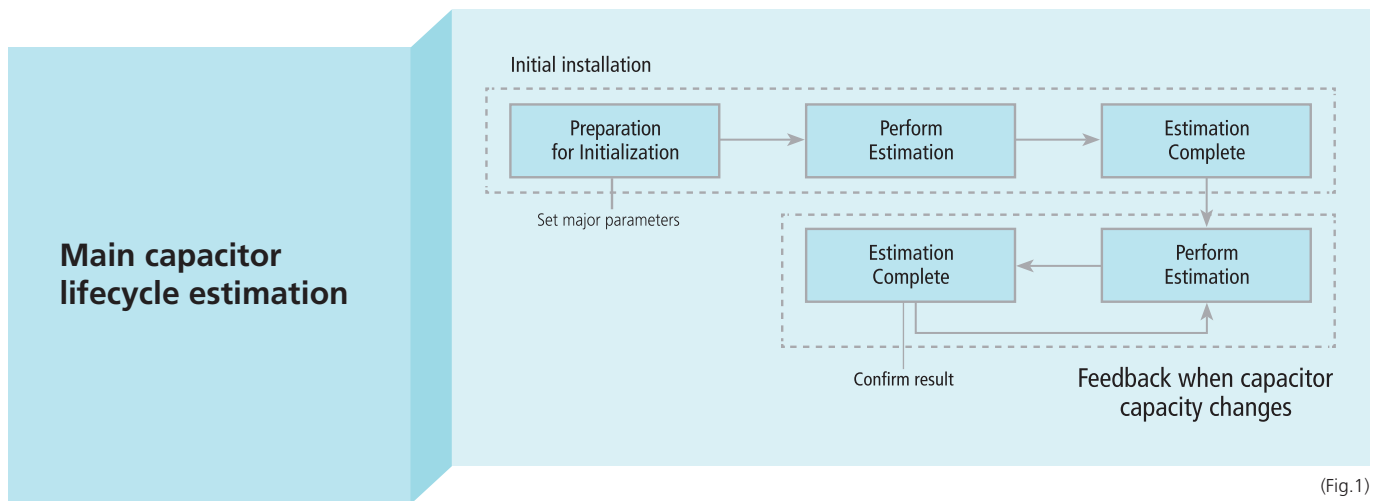 Main capacitor
lifecycle estimation
Initial installation
Preparation
for Initialization
Perform
Estimation
Estimation
Complete
Set major parameters
Estimation
Complete
Perform
Estimation
Confirm result
Feedback when capacitor
capacity changes
(Fig.1)